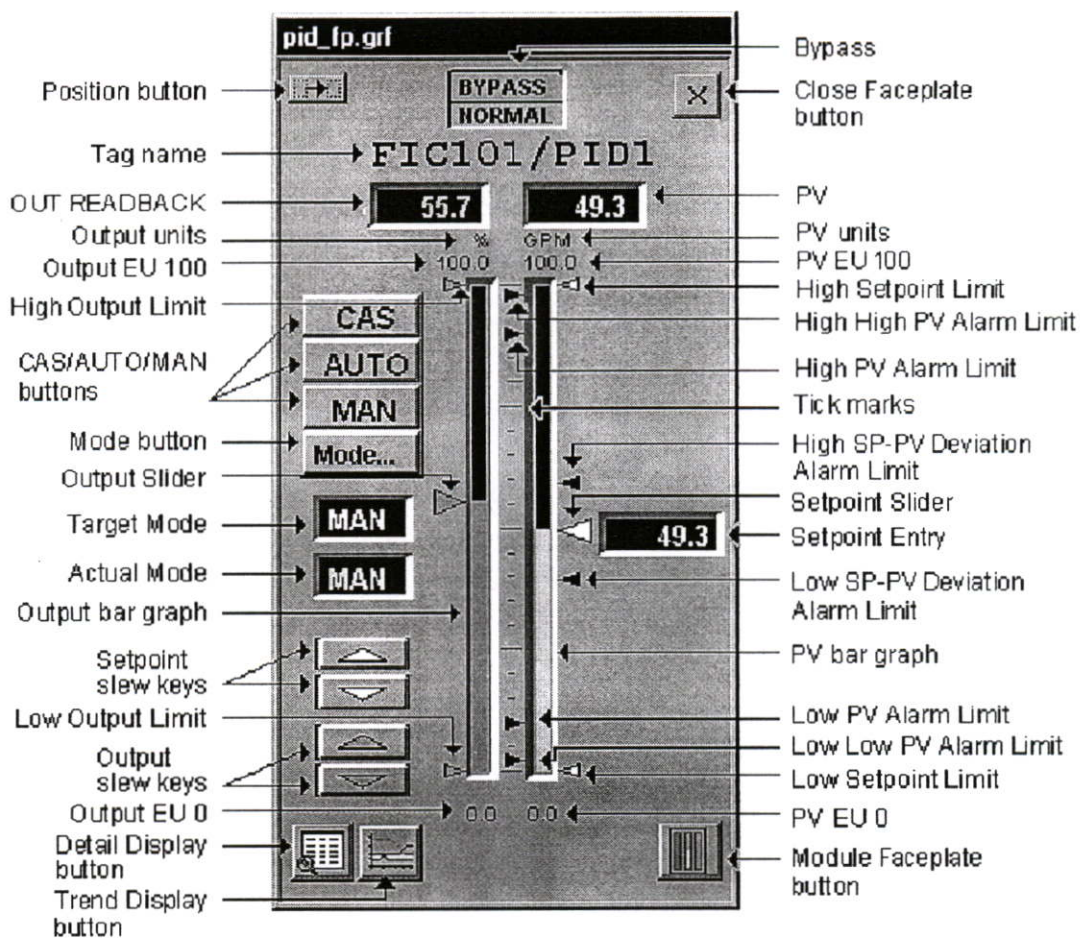 pid_fp.grf
Bypass
Position button
BYPASS
NORMAL
X
Close Faceplate
button
Tag name
FIC101/PID1
OUT READBACK
55.7
49.3
PV
Output units
%
GPM
PV units
Output EU 100
100.0
100.0
PV EU 100
High Output Limit
High Setpoint Limit
CAS
High High PV Alarm Limit
CAS/AUTO/MAN
buttons
AUTO
High PV Alarm Limit
MAN
Tick marks
Mode button
Mode...
High SP-PV Deviation
Alarm Limit
Output Slider
Setpoint Slider
Target Mode
MAN
49.3
Setpoint Entry
Actual Mode
MAN
Low SP-PV Deviation
Alarm Limit
Output bar graph
PV bar graph
Setpoint
slew keys
Low Output Limit
Low PV Alarm Limit
Output
slew keys
Low Low PV Alarm Limit
Low Setpoint Limit
Output EU 0
0.0
0.0
PV EU 0
Detail Display
button
Module Faceplate
button
Trend Display
button